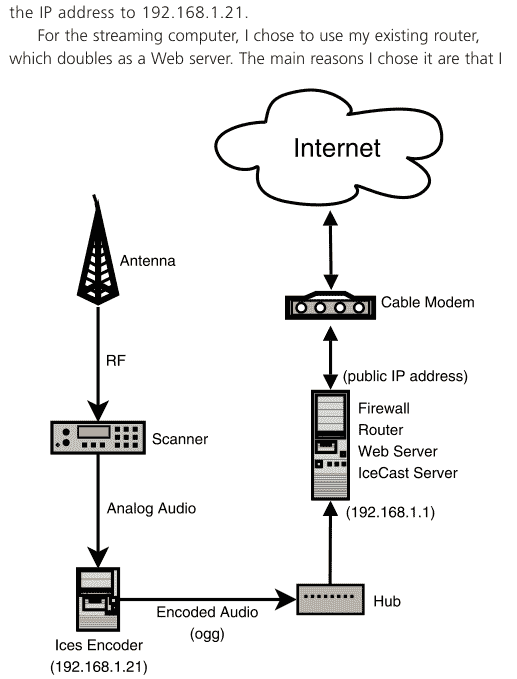 the IP address to 192.168.1.21.
For the streaming computer, I chose to use my existing router,
which doubles as a Web server. The main reasons I chose it are that I
Internet
Antenna
Cable Modem
RF
(public IP address)
Firewall
Router
Web Server
IceCast Server
Scanner
Analog Audio
(192.168.1.1)
Encoded Audio
(ogg)
Hub
Ices Encoder
(192.168.1.21)